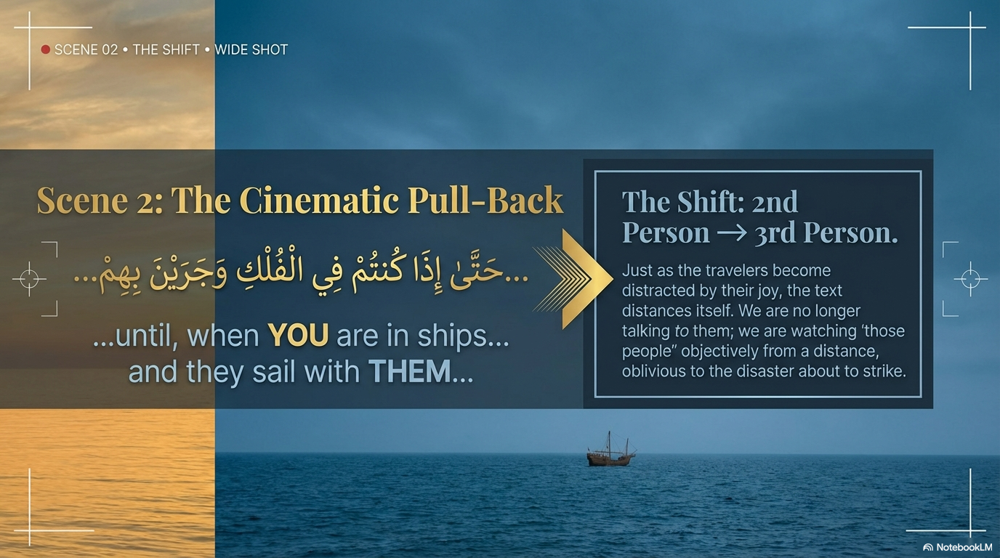 SCENE 02 • THE SHIFT • WIDE SHOT
Scene 2: The Cinematic Pull-Back
...حَتَّىٰ إِذَا كُنتُمْ فِي الْفُلْكِ وَجَرَيْنَ بِهِمْ...
...until, when YOU are in ships...
and they sail with THEM...
The Shift: 2nd
Person → 3rd Person.
Just as the travelers become
distracted by their joy, the text
distances itself. We are no longer
talking to them; we are watching 'those
people” objectively from a distance,
oblivious to the disaster about to strike.
NotebookLM